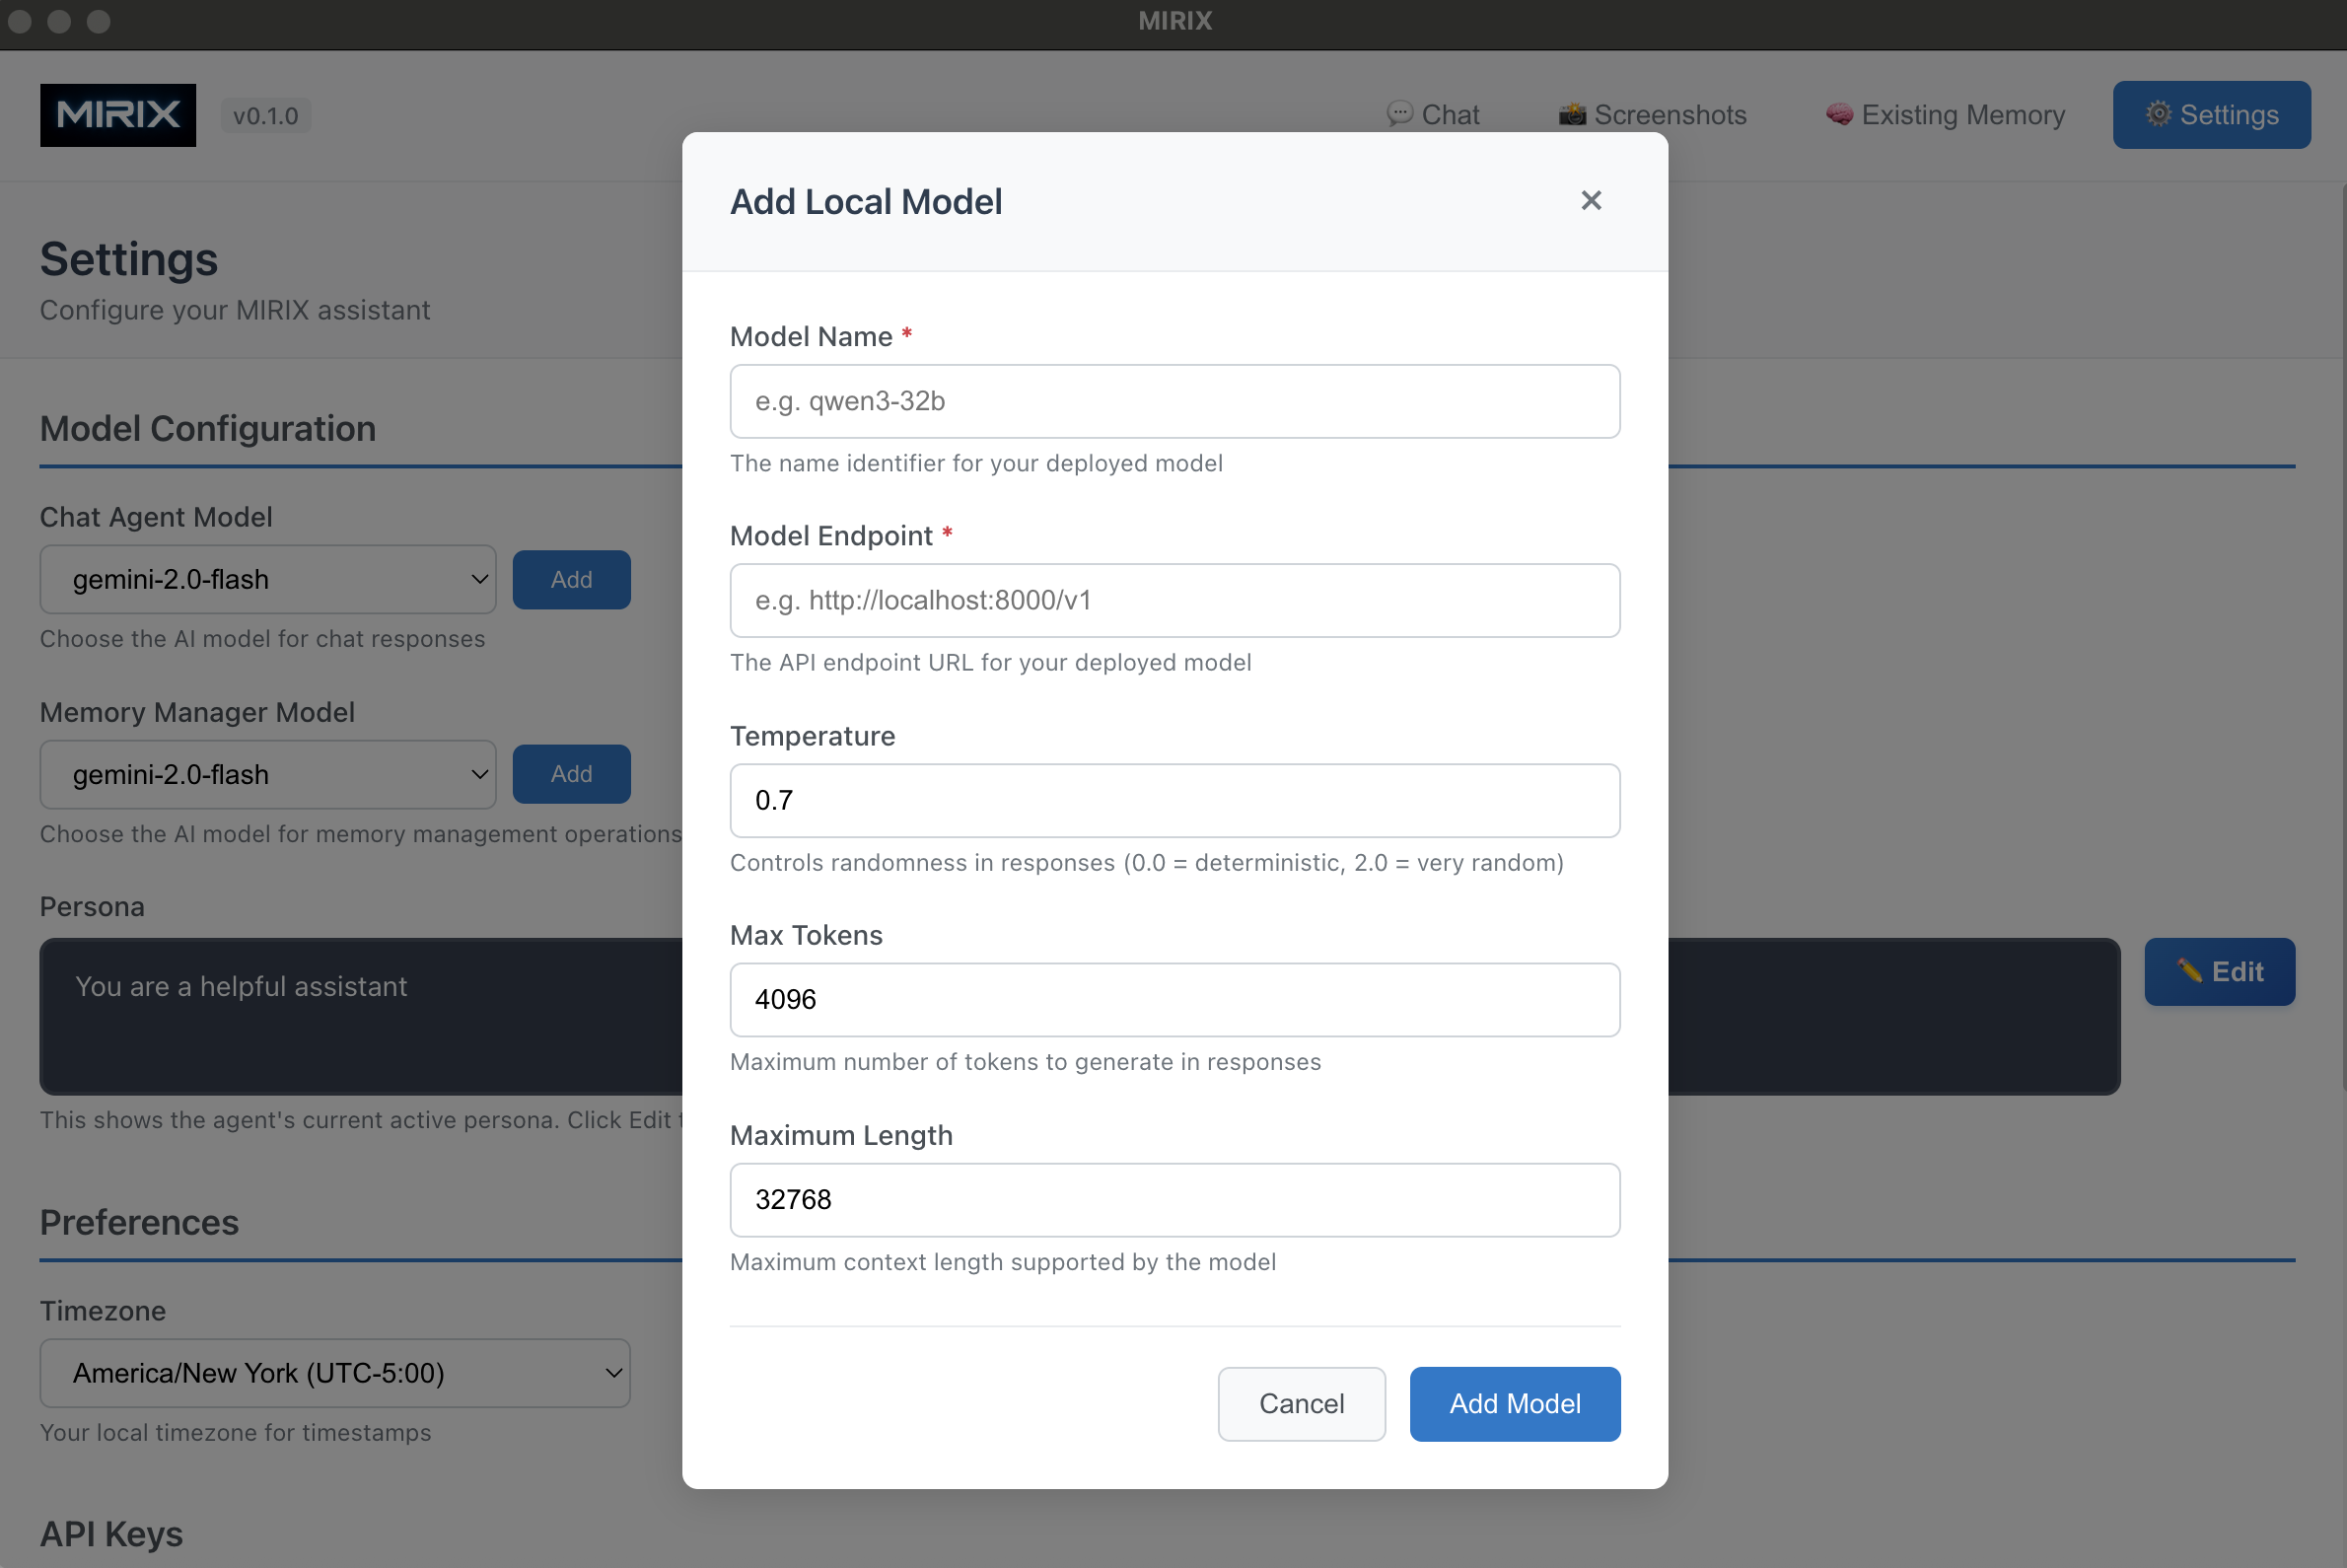 MIRIX
MIRIX
v0.1.0
Chat
Screenshots
Existing Memory
Settings
Settings
Configure your MIRIX assistant
Model Configuration
Chat Agent Model
gemini-2.0-flash
Add
Choose the AI model for chat responses
Memory Manager Model
gemini-2.0-flash
Add
Choose the AI model for memory management operations
Persona
You are a helpful assistant
Edit
This shows the agent's current active persona. Click Edit
Preferences
Timezone
America/New York (UTC-5:00)
Your local timezone for timestamps
API Keys
Add Local Model
Model Name *
e.g. qwen3-32b
The name identifier for your deployed model
Model Endpoint *
e.g. http://localhost:8000/v1
The API endpoint URL for your deployed model
Temperature
0.7
Controls randomness in responses (0.0 = deterministic, 2.0 = very random)
Max Tokens
4096
Maximum number of tokens to generate in responses
Maximum Length
32768
Maximum context length supported by the model
Cancel
Add Model